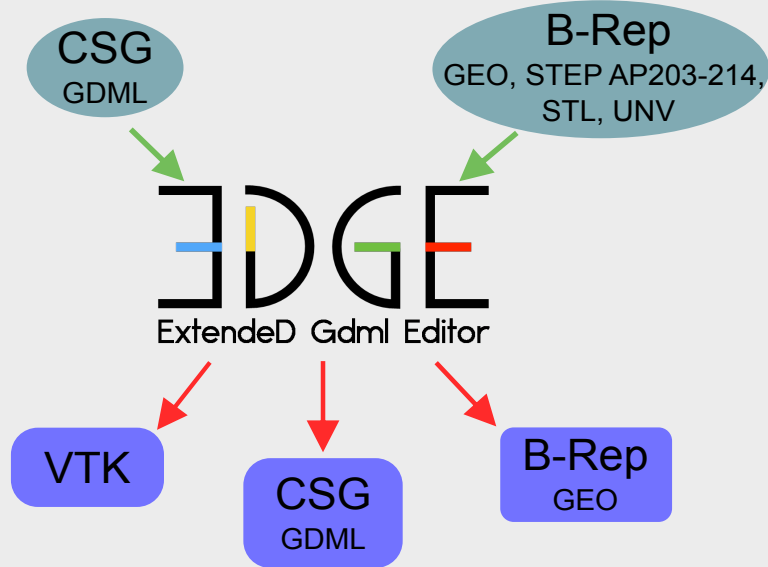 CSG
GDML
B-Rep
GEO, STEP AP203-214,
STL, UNV
EDGE
ExtendeD Gdml Editor
VTK
CSG
GDML
B-Rep
GEO